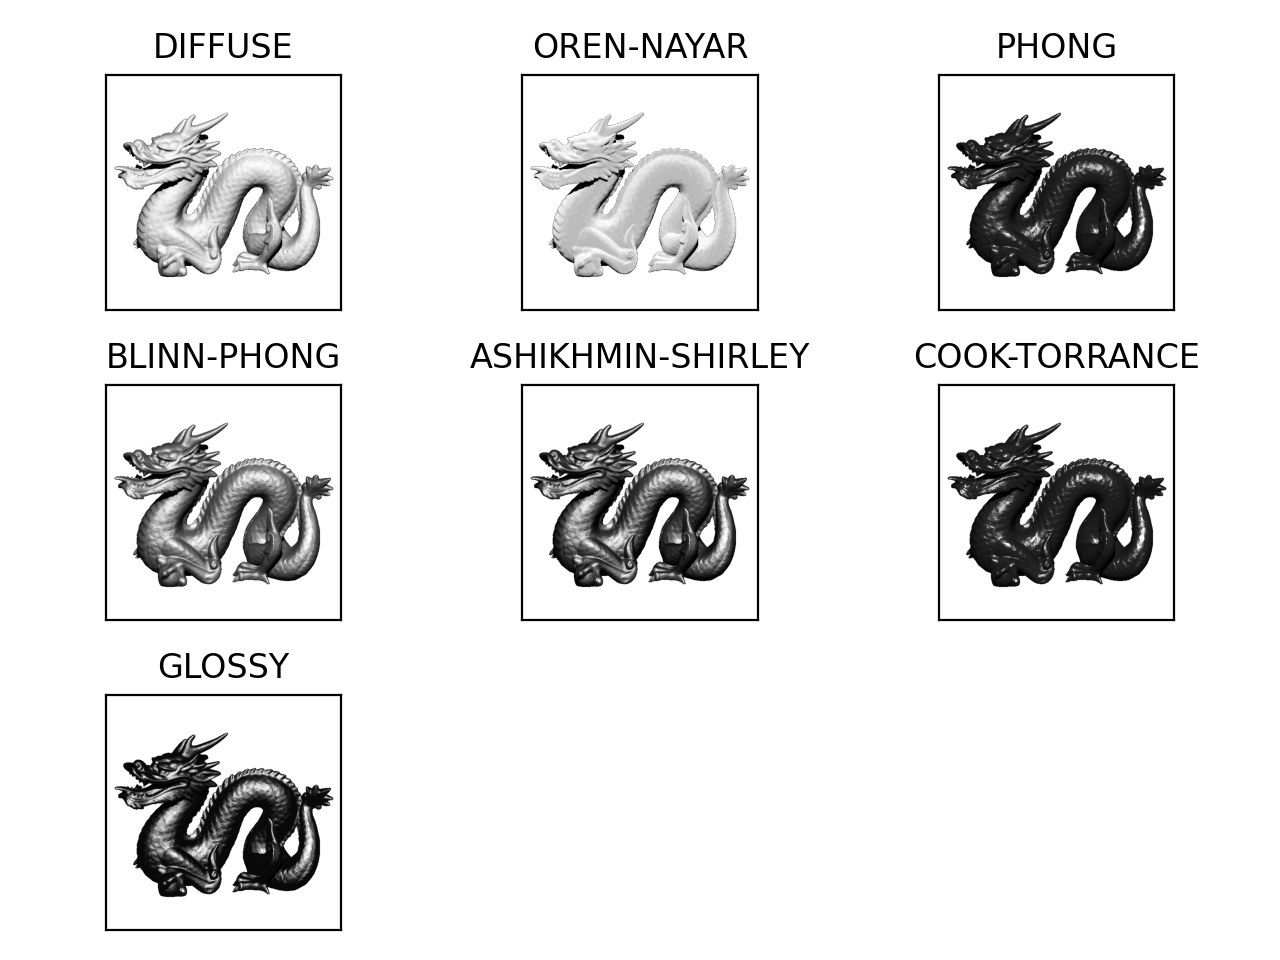 DIFFUSE
OREN-NAYAR
PHONG
BLINN-PHONG
ASHIKHMIN-SHIRLEY
COOK-TORRANCE
GLOSSY